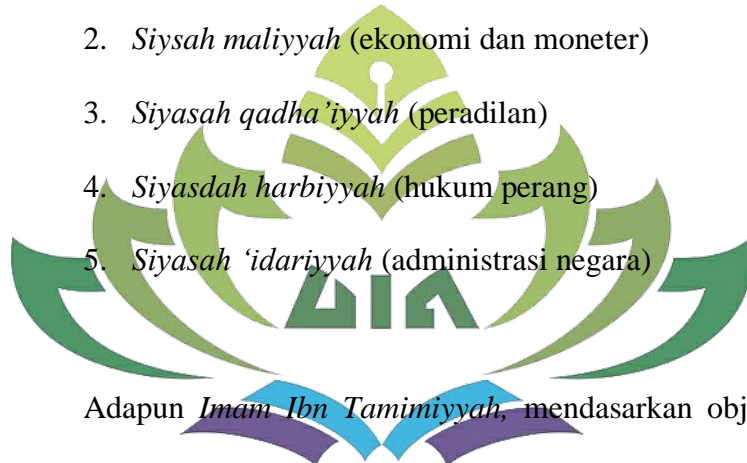 2. Siysah maliyyah (ekonomi dan moneter)
3. Siyasah qadha’iyyah (peradilan)
4. Siyasdah harbiyyah (hukum perang)
5. Siyasah ‘idariyyah (administrasi negara)
UIN
Adapun Imam Ibn Tamimiyyah, mendasarkan obj